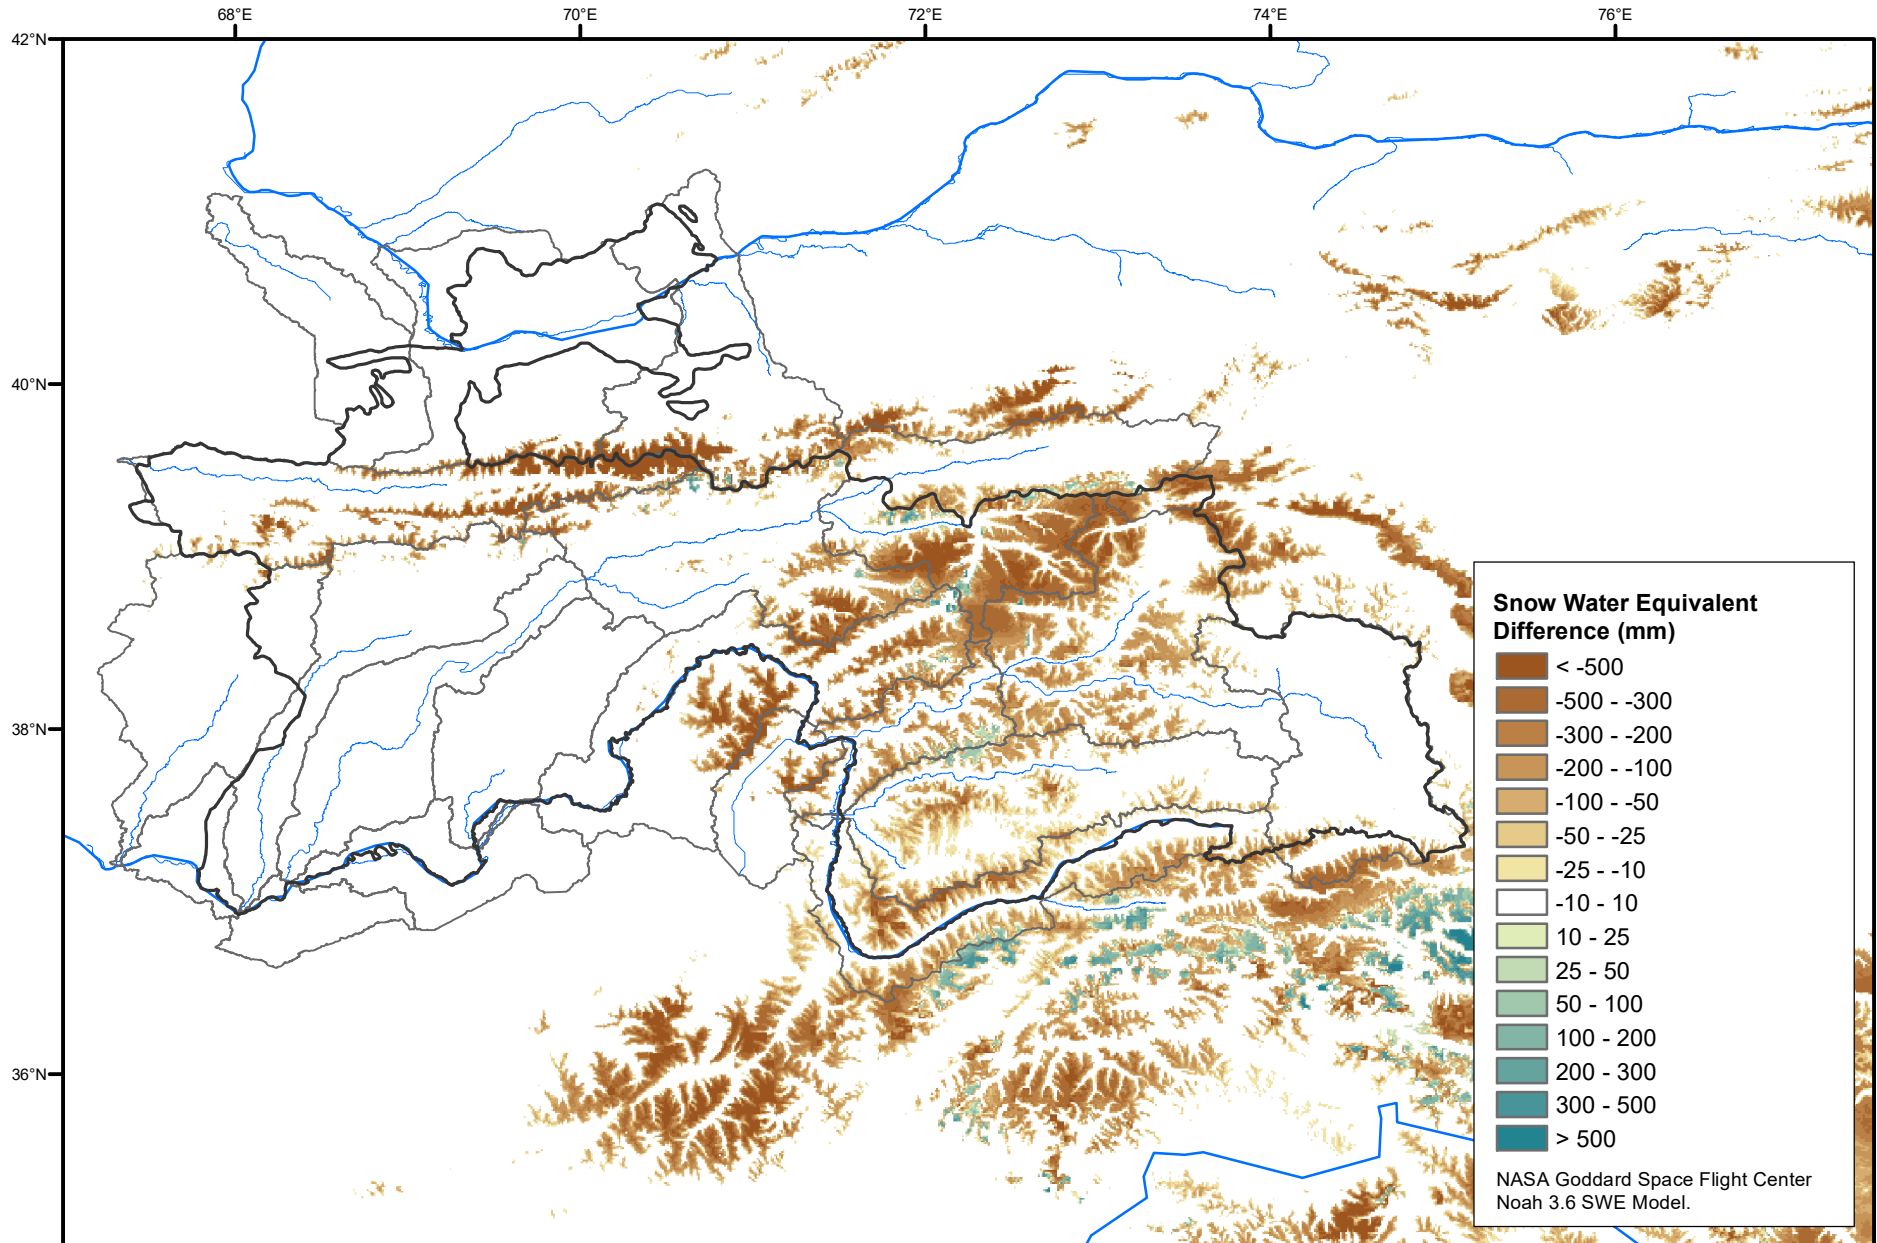 68°E
70°E
72°E
74°E
76°E
42°N
40°N
38°N
36°N
Snow Water Equivalent
Difference (mm)
< -500
-500 - -300
-300 - -200
-200 - -100
-100 - -50
-50 - -25
-25 - -10
-10 - 10
10 - 25
25 - 50
50 - 100
100 - 200
200 - 300
300 - 500
> 500
NASA Goddard Space Flight Center
Noah 3.6 SWE Model.